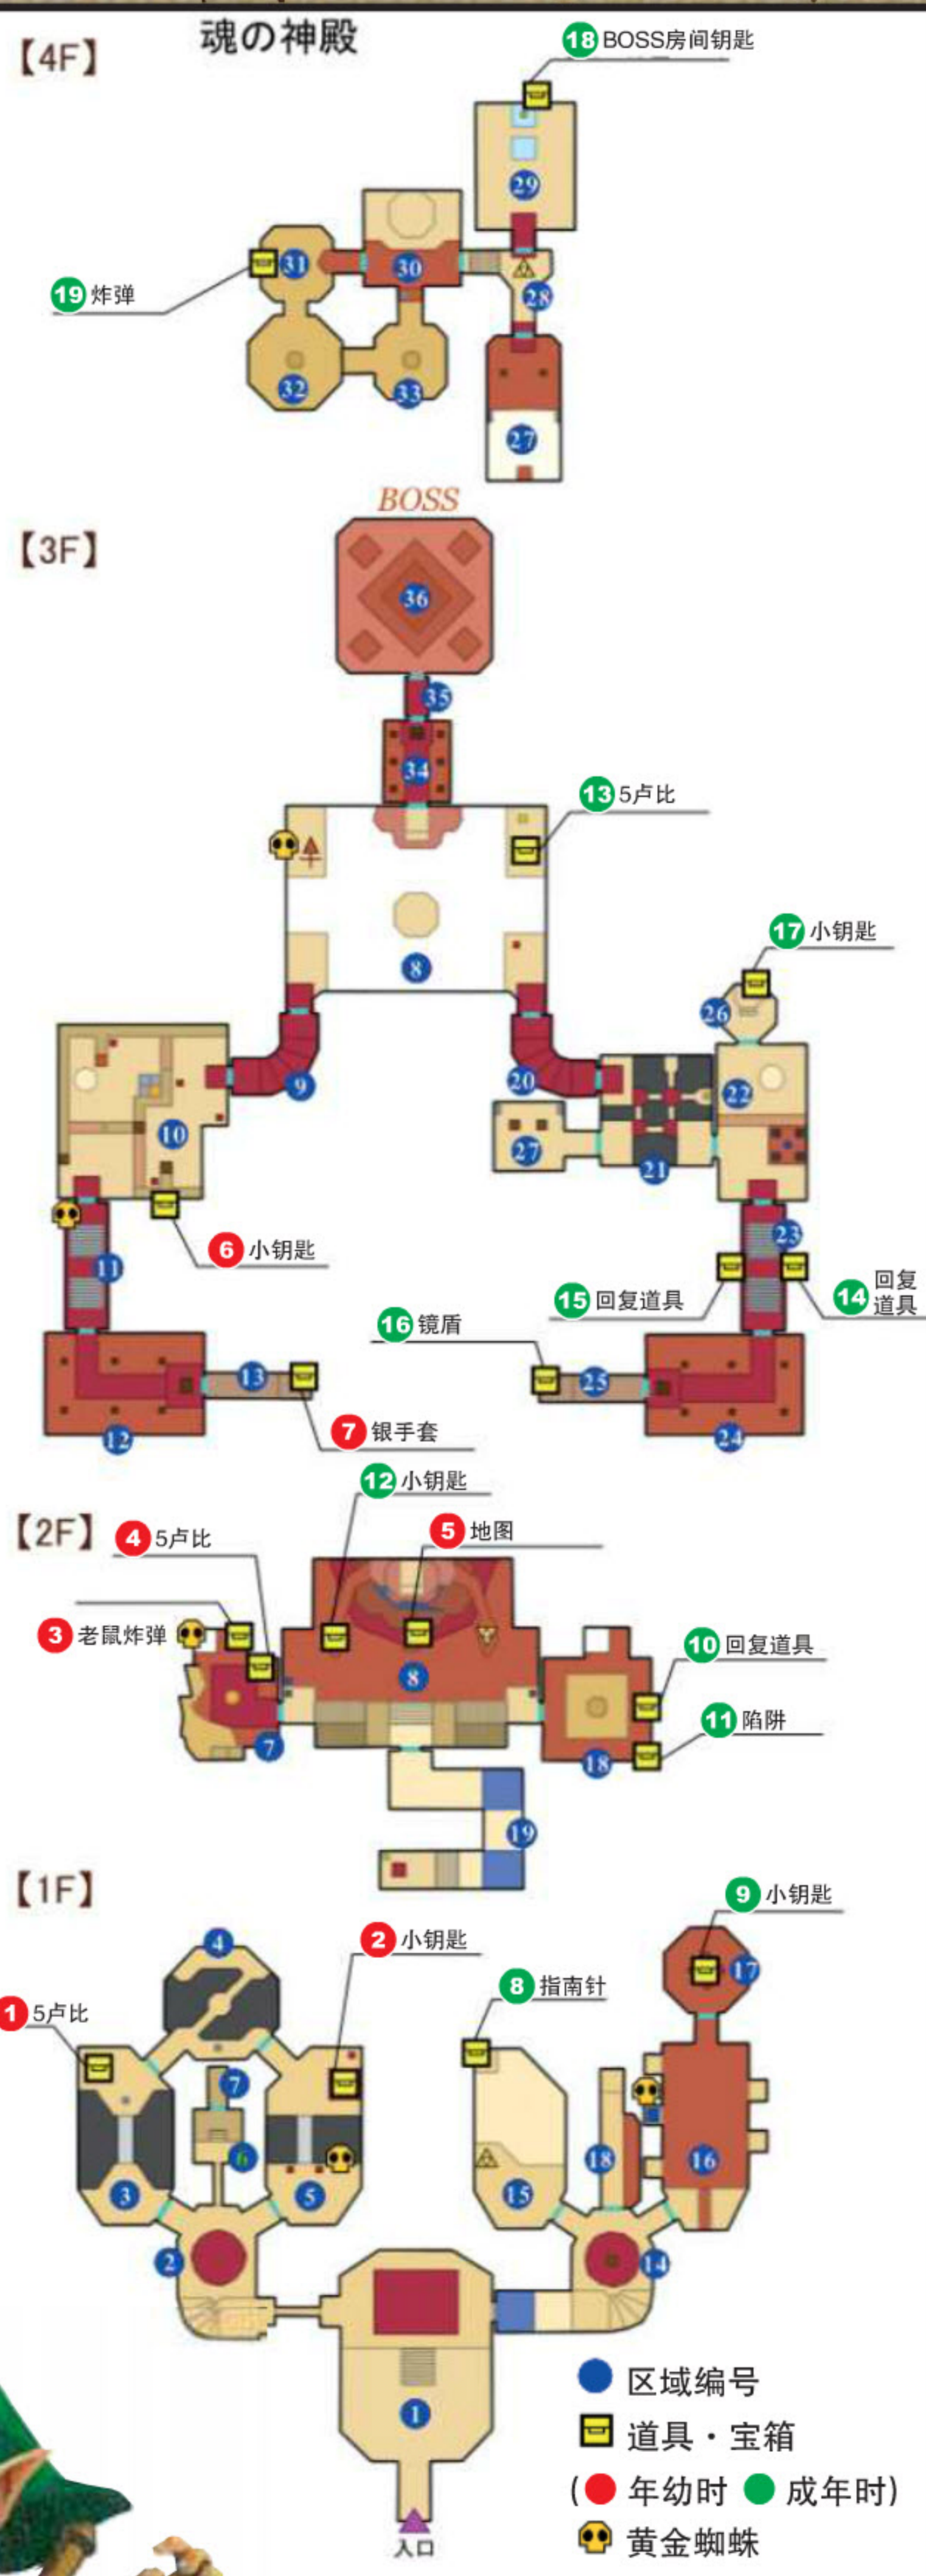 魂の神殿
【4F】
18 BOSS房间钥匙
29
31
30
28
19 炸弹
32
33
27
BOSS
【3F】
36
35
34
13 5卢比
8
17 小钥匙
26
9
20
22
10
27
21
6 小钥匙
23
11
15 回复道具
14 回复
道具
16 镜盾
13
25
7 银手套
12
24
12 小钥匙
【2F】
4 5卢比
5 地图
3 老鼠炸弹
10 回复道具
8
11 陷阱
7
18
19
【1F】
9 小钥匙
4
2 小钥匙
17
8 指南针
1 5卢比
7
6
18
16
3
5
15
2
14
1
入口
区域编号
道具·宝箱
(年幼时 成年时)
黄金蜘蛛